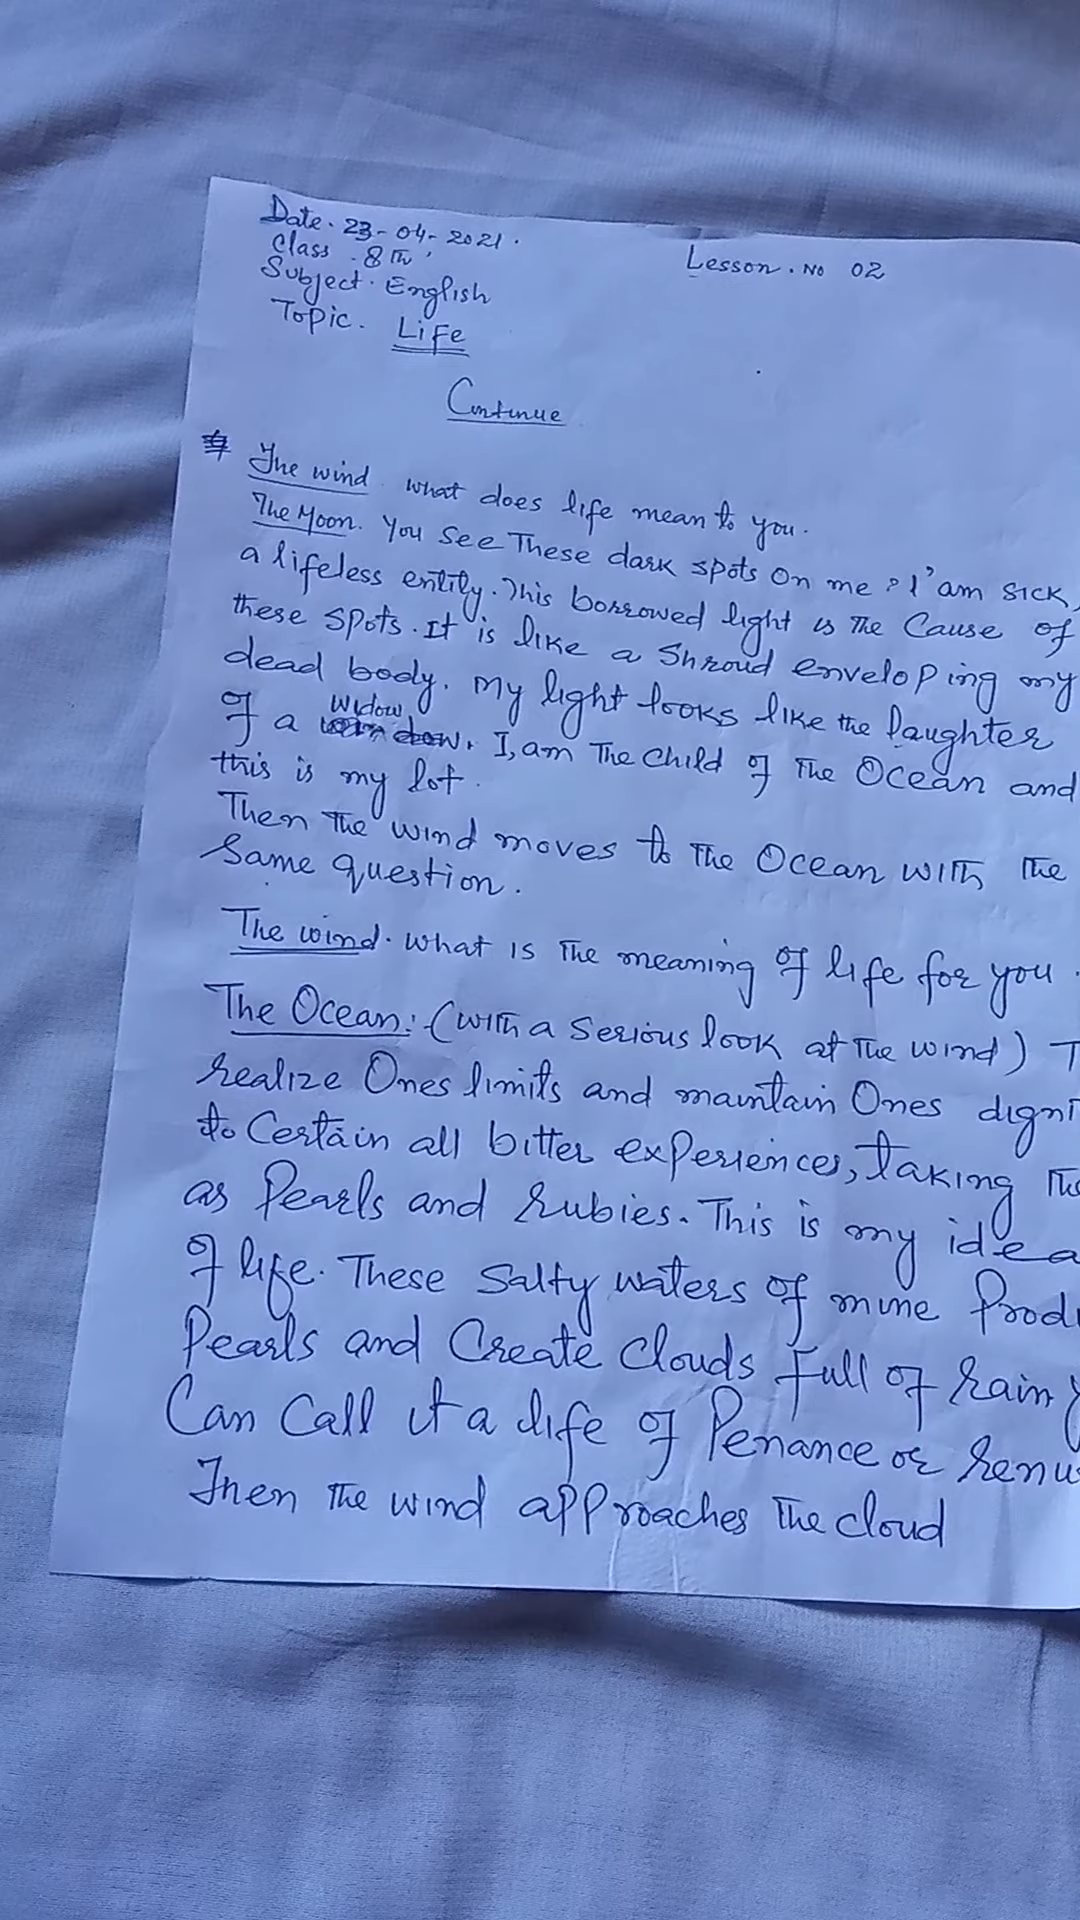 Date. 23-04-2021.
Class. 8Th
Lesson. No 02
Subject. English
Topic. Life
Continue
The wind. what does life mean to you.
The Moon. You See These dark spots On me ? I'am sick,
a lifeless entity. This borrowed light is The Cause of
these spots. It is like a Shroud enveloping my
dead body. My light looks like the laughter
of a widow. I, am The Child of The Ocean and
this is my lot.
Then The wind moves to The Ocean with The
Same question.
The wind. What is The meaning of life for you.
The Ocean: (with a Serious look at The wind) T
realize Ones limits and maintain Ones digni
to Certain all bitter experiences, taking The
as Pearls and rubies. This is my idea
of life. These Salty waters of mine Produ
Pearls and Create Clouds full of rain y
Can Call it a life of Penance or renu
Then The wind approaches The cloud